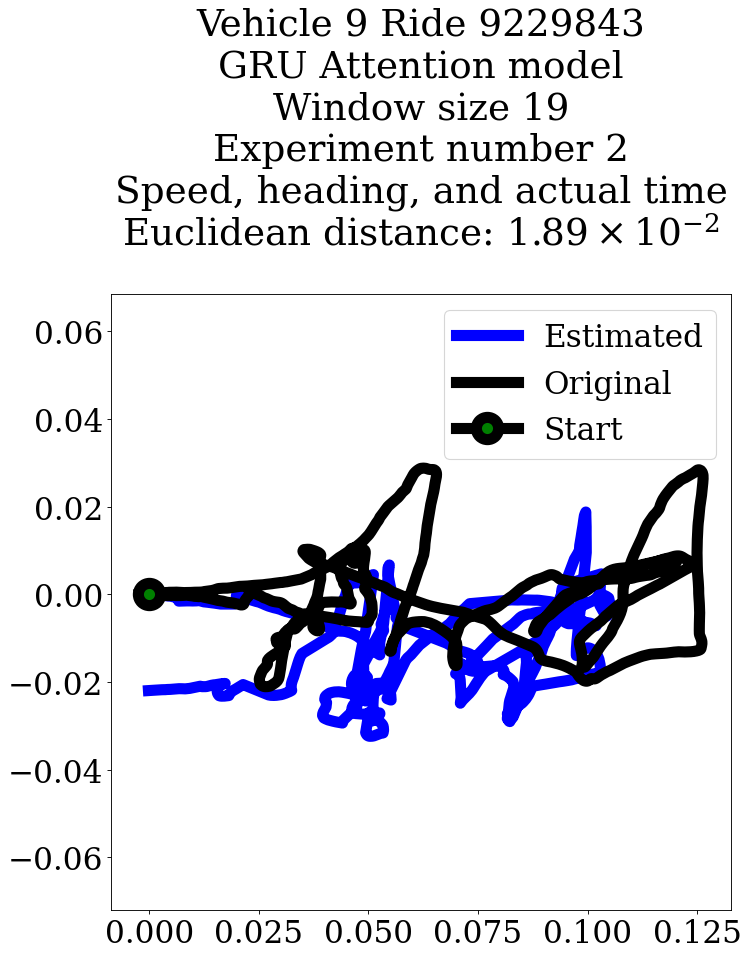 Vehicle 9 Ride 9229843
GRU Attention model
Window size 19
Experiment number 2
Speed, heading, and actual time
Euclidean distance: 1.89 × 10⁻²
Estimated
Original
Start
0.06
0.04
0.02
0.00
−0.02
−0.04
−0.06
0.000 0.025 0.050 0.075 0.100 0.125